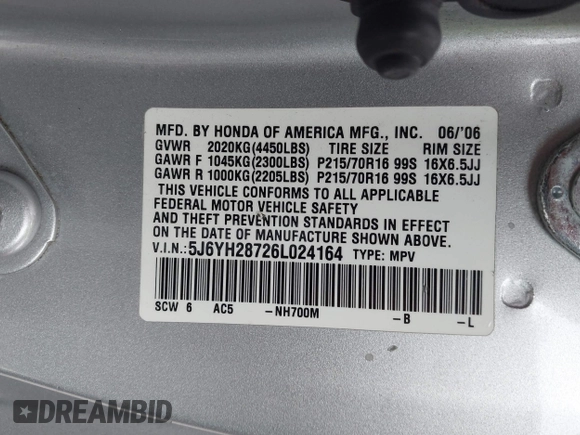 MFD. BY HONDA OF AMERICA MFG., INC. 06/'06
GVWR 2020KG(4450LBS) TIRE SIZE RIM SIZE
GAWR F 1045KG(2300LBS) P215/70R16 99S 16X6.5JJ
GAWR R 1000KG(2205LBS) P215/70R16 99S 16X6.5JJ
THIS VEHICLE CONFORMS TO ALL APPLICABLE
FEDERAL MOTOR VEHICLE SAFETY
AND THEFT PREVENTION STANDARDS IN EFFECT
ON THE DATE OF MANUFACTURE SHOWN ABOVE.
V.I.N.:5J6YH28726L024164 TYPE: MPV
SCW 6 AC5 -NH700M -B -L
DREAMBID